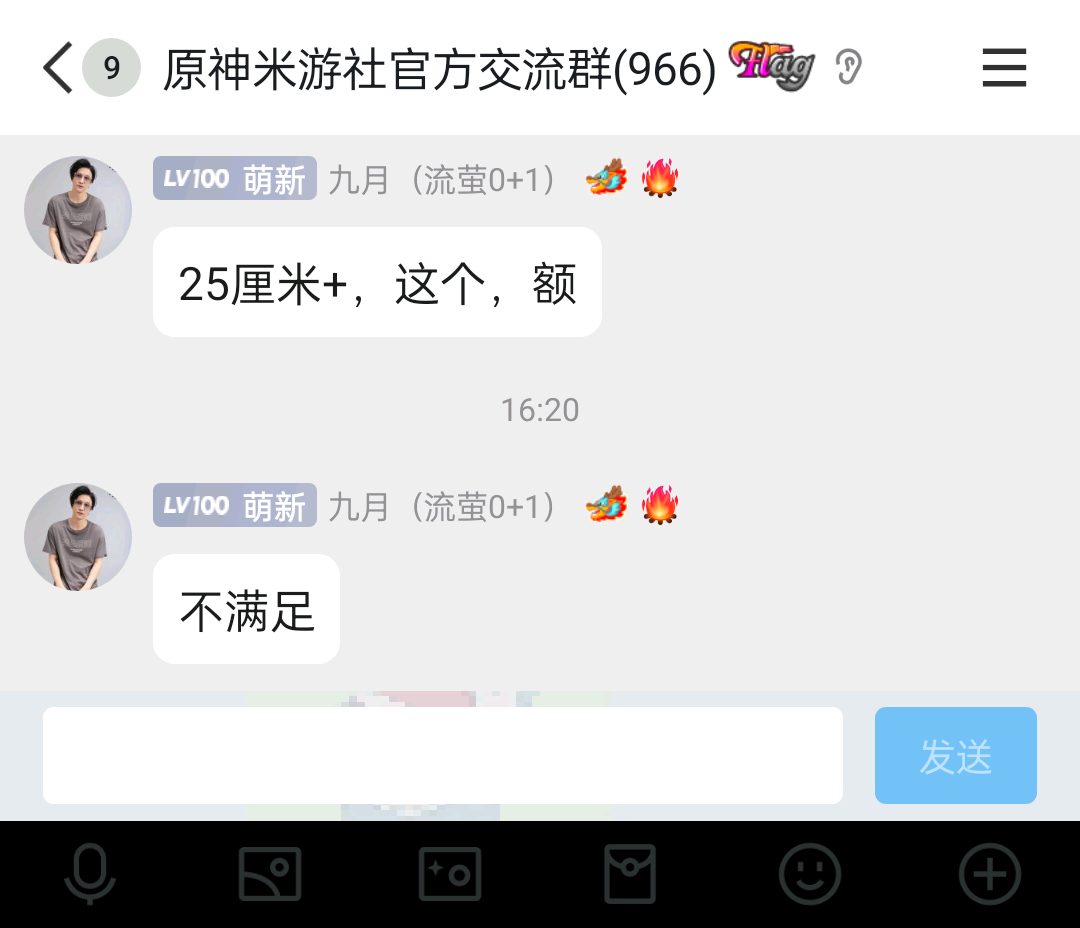 9 原神米游社官方交流群(966) Flag
LV100 萌新 九月（流萤0+1）
25厘米+，这个，额
16:20
LV100 萌新 九月（流萤0+1）
不满足
发送